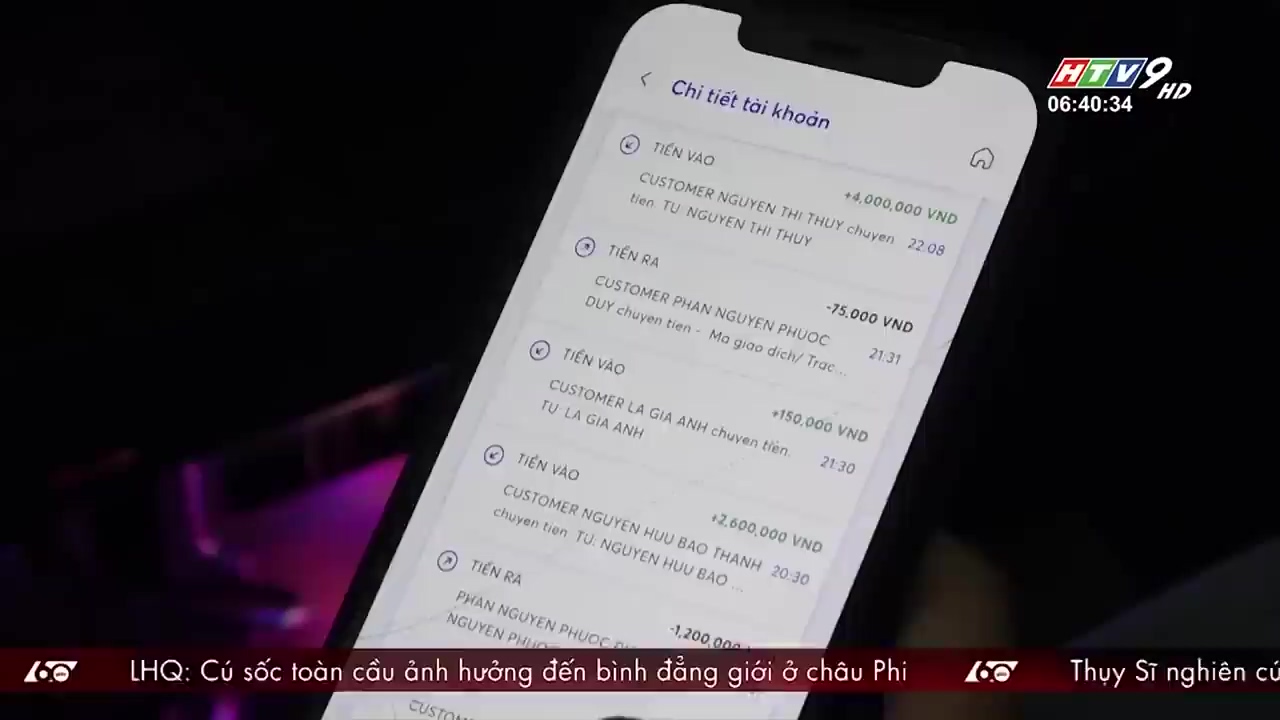 HTV9 HD
06:40:34
Chi tiết tài khoản
TIỀN VÀO
+4,000,000 VND
CUSTOMER NGUYEN THI THUY chuyen
tien. TU: NGUYEN THI THUY
22:08
TIỀN RA
-75,000 VND
CUSTOMER PHAN NGUYEN PHUOC
DUY chuyen tien - Ma giao dich/ Trac...
21:31
TIỀN VÀO
+150,000 VND
CUSTOMER LA GIA ANH chuyen tien.
TU: LA GIA ANH
21:30
TIỀN VÀO
+2,600,000 VND
CUSTOMER NGUYEN HUU BAO THANH
chuyen tien. TU: NGUYEN HUU BAO ...
20:30
TIỀN RA
-1,200,000
PHAN NGUYEN PHUOC
NGUYEN
60 LHQ: Cú sốc toàn cầu ảnh hưởng đến bình đẳng giới ở châu Phi 60 Thụy Sĩ nghiên cứ